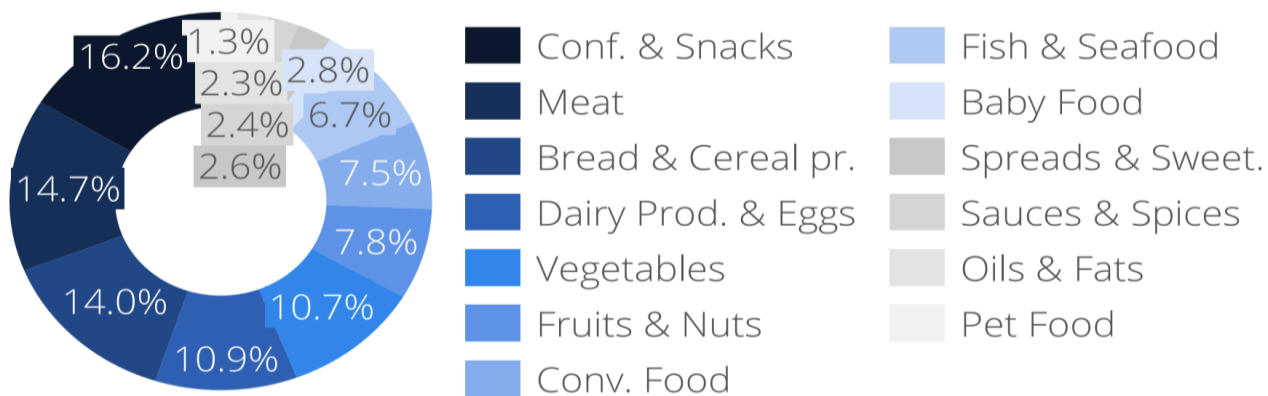 16.2%
1.3%
2.3%
2.8%
2.4%
6.7%
2.6%
7.5%
14.7%
7.8%
14.0%
10.7%
10.9%
Conf. & Snacks
Meat
Bread & Cereal pr.
Dairy Prod. & Eggs
Vegetables
Fruits & Nuts
Conv. Food
Fish & Seafood
Baby Food
Spreads & Sweet.
Sauces & Spices
Oils & Fats
Pet Food